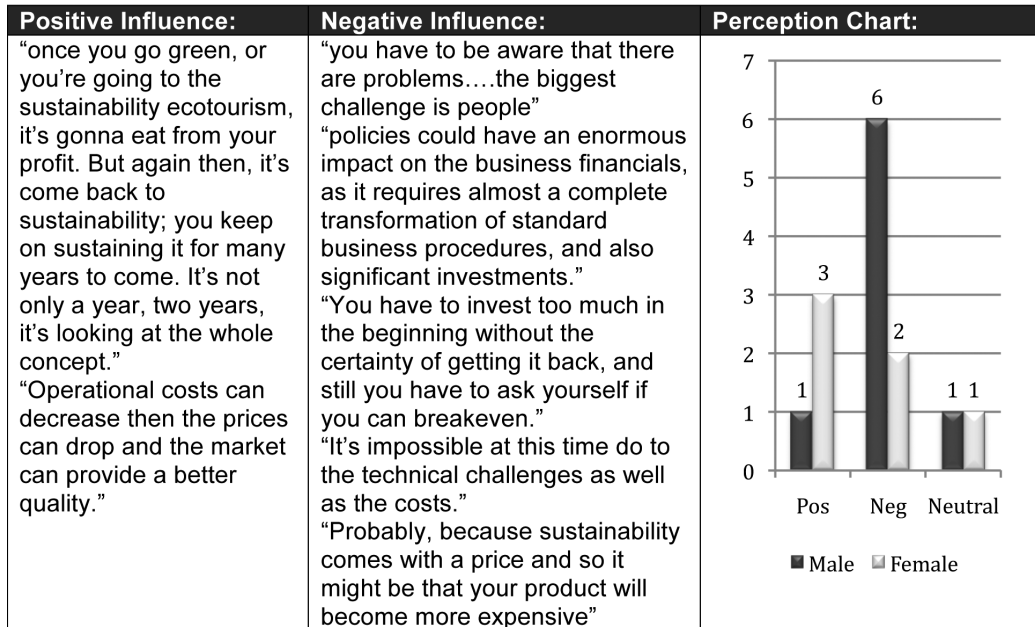 Positive Influence:
“once you go green, or
you’re going to the
sustainability ecotourism,
it’s gonna eat from your
profit. But again then, it’s
come back to
sustainability; you keep
on sustaining it for many
years to come. It’s not
only a year, two years,
it’s looking at the whole
concept.”
“Operational costs can
decrease then the prices
can drop and the market
can provide a better
quality.”
Negative Influence:
“you have to be aware that there
are problems….the biggest
challenge is people”
“policies could have an enormous
impact on the business financials,
as it requires almost a complete
transformation of standard
business procedures, and also
significant investments.”
“You have to invest too much in
the beginning without the
certainty of getting it back, and
still you have to ask yourself if
you can breakeven.”
“It’s impossible at this time do to
the technical challenges as well
as the costs.”
“Probably, because sustainability
comes with a price and so it
might be that your product will
become more expensive”
Perception Chart:
7
6
5
4
3
2
1
0
1
3
6
2
1 1
Pos Neg Neutral
Male Female